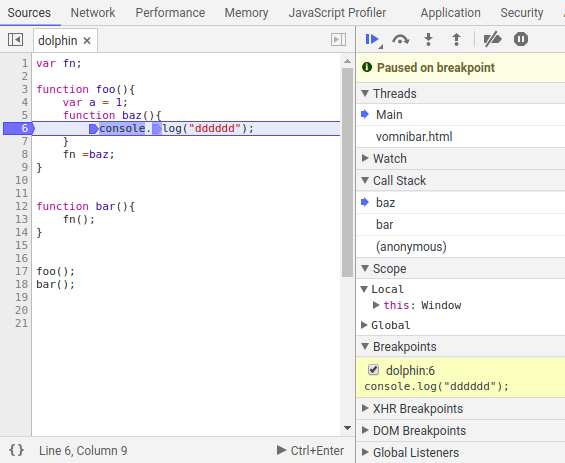 Sources Network Performance Memory JavaScript Profiler Application Security
dolphin ×
1 var fn;
2
3 function foo(){
4 var a = 1;
5 function baz(){
6 console.log("dddddd");
7 }
8 fn =baz;
9 }
10
11
12 function bar(){
13 fn();
14 }
15
16
17 foo();
18 bar();
19
20
21
{} Line 6, Column 9 Ctrl+Enter
Paused on breakpoint
Threads
Main
vomnibar.html
Watch
Call Stack
baz
bar
(anonymous)
Scope
Local
this: Window
Global
Breakpoints
dolphin:6
console.log("dddddd");
XHR Breakpoints
DOM Breakpoints
Global Listeners